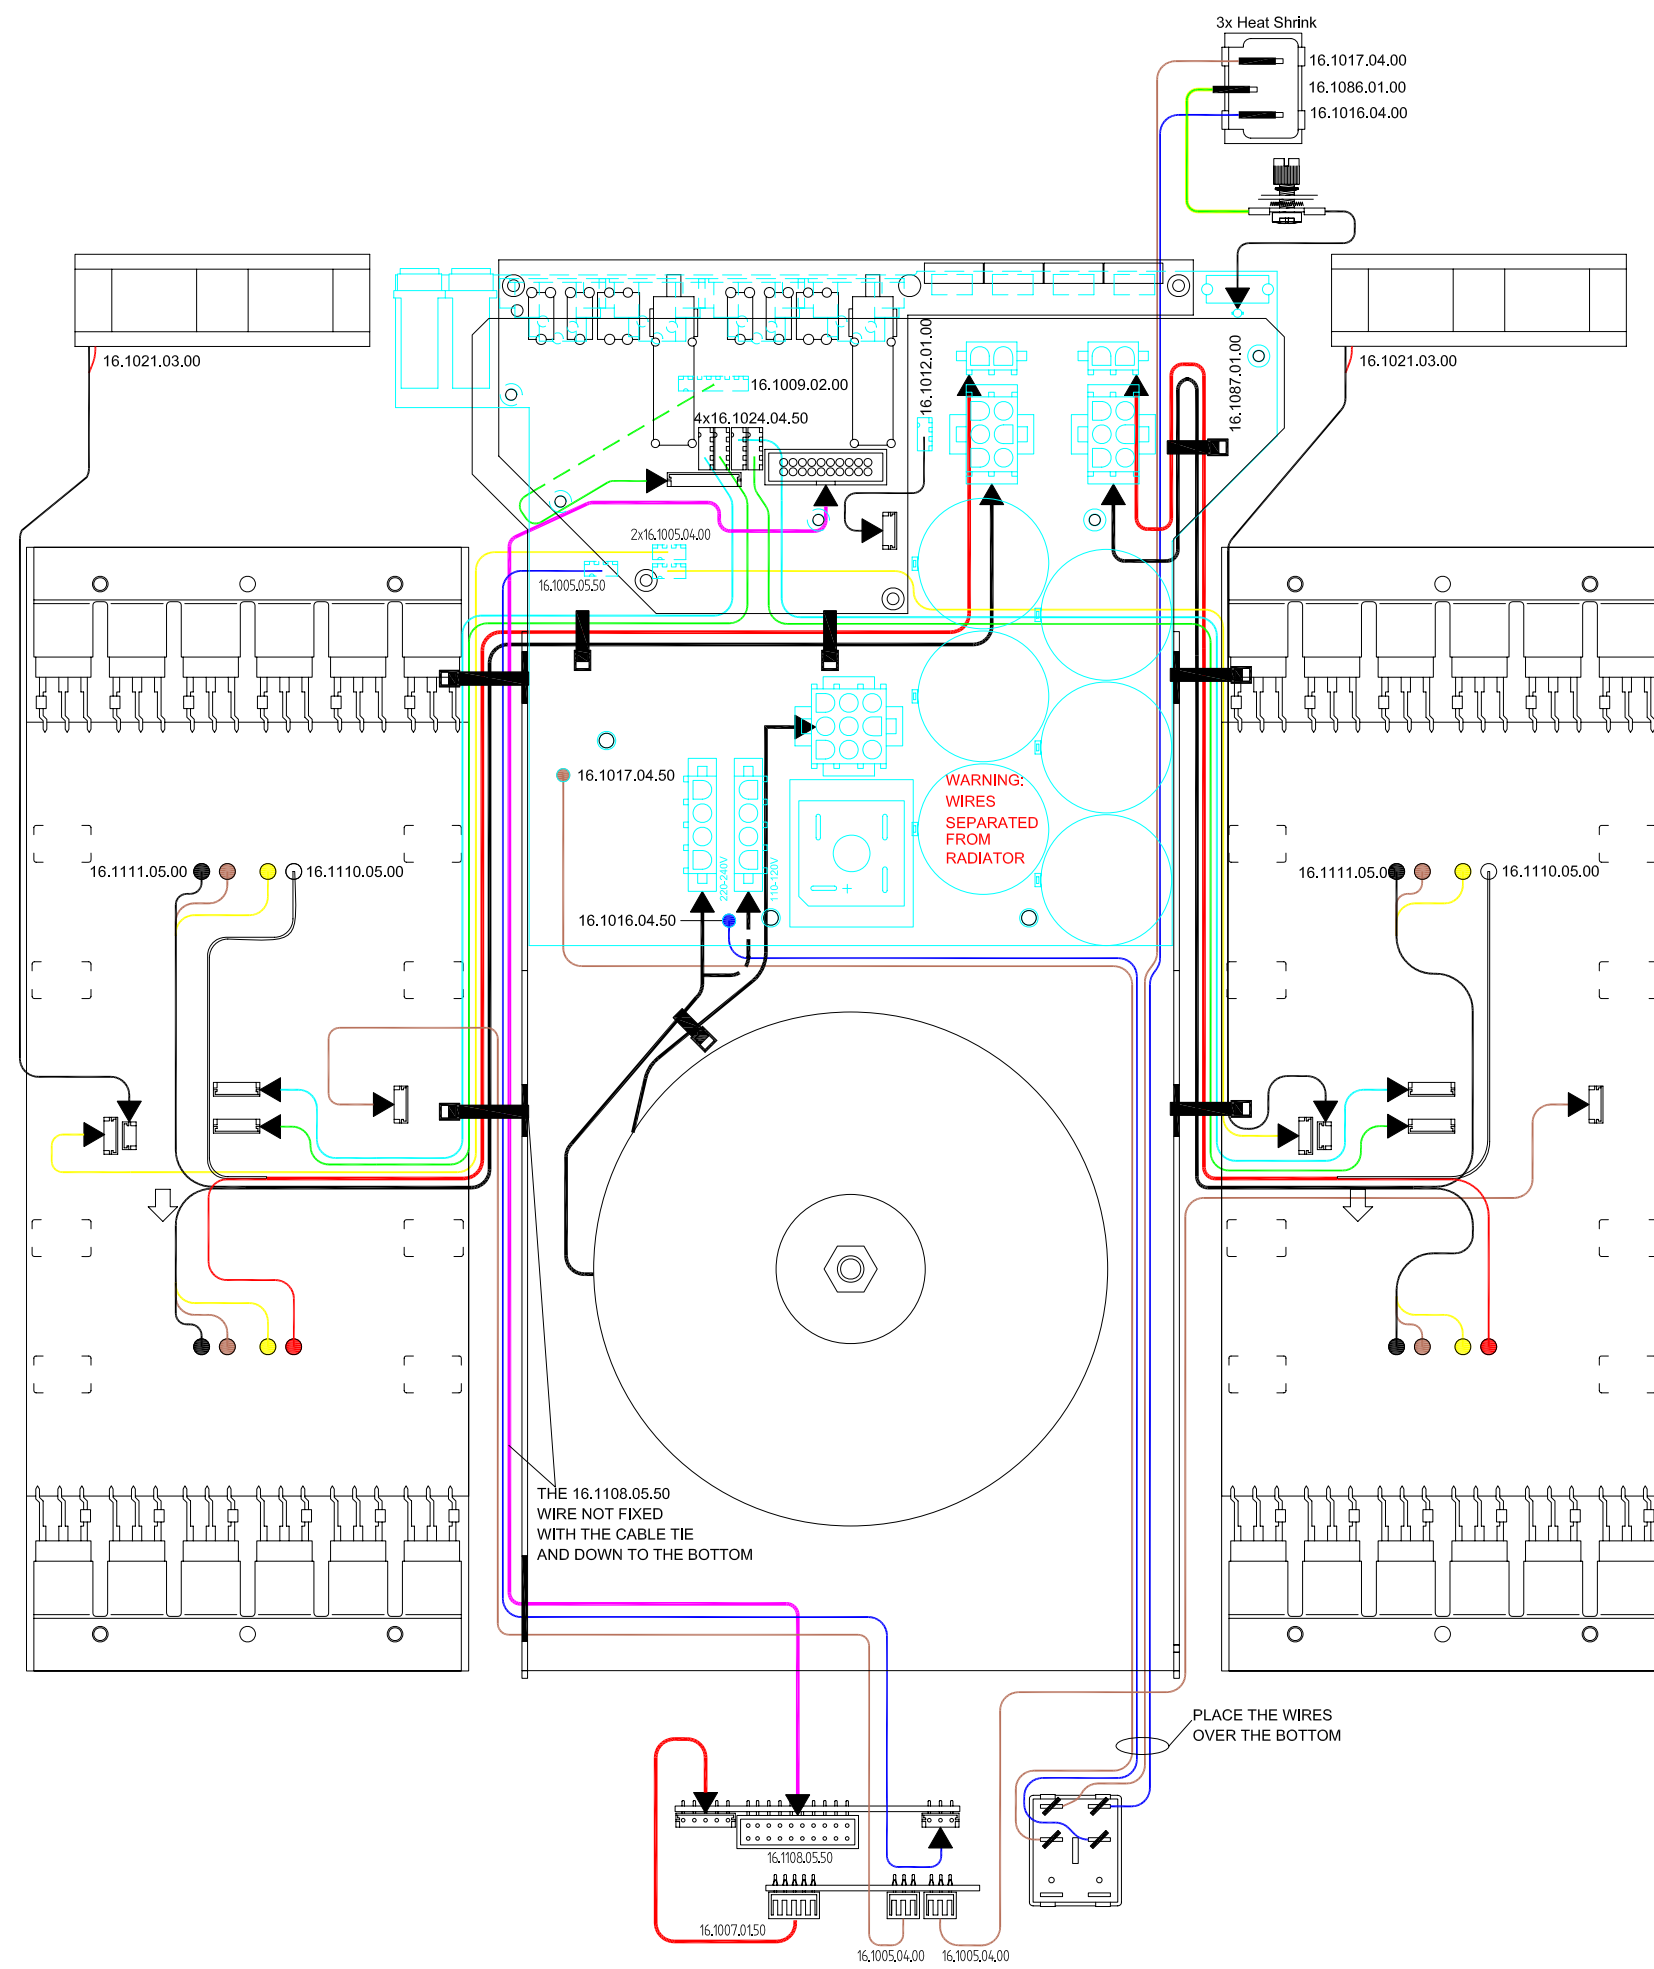 3x Heat Shrink
16.1017.04.00
16.1086.01.00
16.1016.04.00
16.1021.03.00
16.1021.03.00
16.1009.02.00
4x16.1024.04.50
16.1012.01.00
16.1087.01.00
2x16.1005.04.00
16.1005.05.50
16.1017.04.50
WARNING:
WIRES
SEPARATED
FROM
RADIATOR
220-240V
110-120V
16.1111.05.00
16.1110.05.00
16.1111.05.00
16.1110.05.00
16.1016.04.50
THE 16.1108.05.50
WIRE NOT FIXED
WITH THE CABLE TIE
AND DOWN TO THE BOTTOM
PLACE THE WIRES
OVER THE BOTTOM
16.1108.05.50
16.1007.01.50
16.1005.04.00
16.1005.04.00